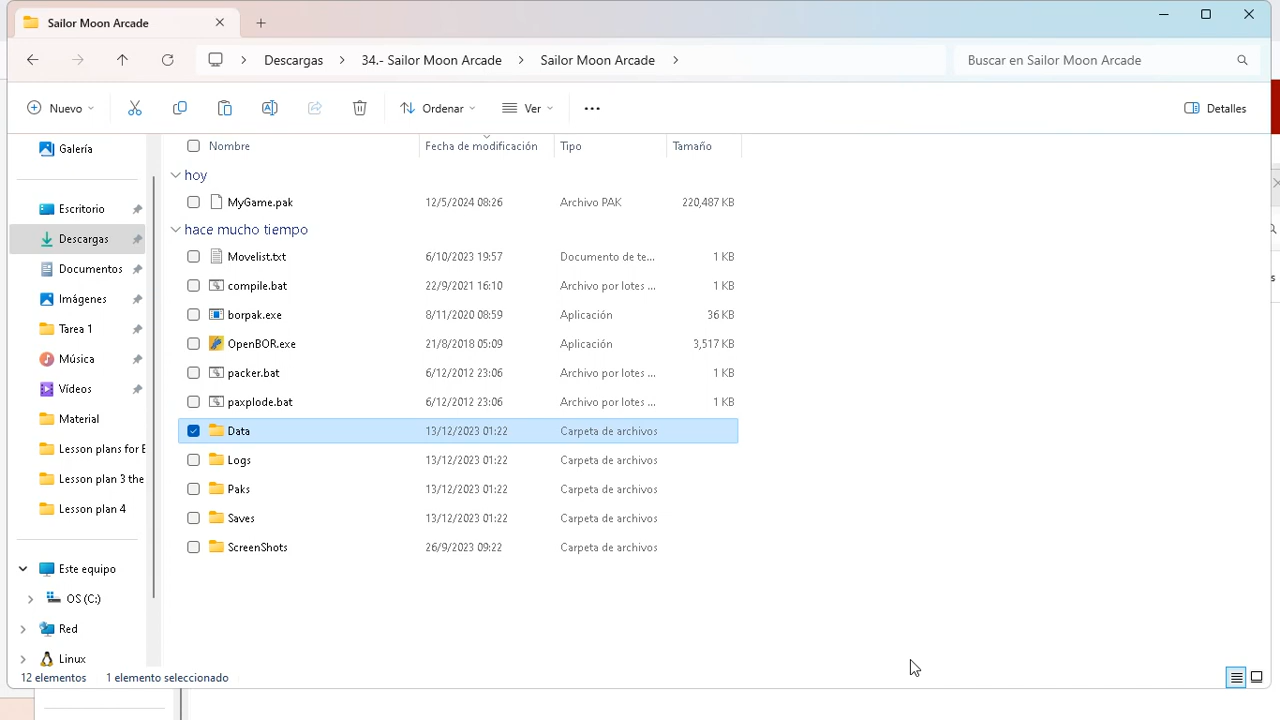 Sailor Moon Arcade
Descargas 34.- Sailor Moon Arcade Sailor Moon Arcade
Buscar en Sailor Moon Arcade
Nuevo Ordenar Ver Detalles
Nombre Fecha de modificación Tipo Tamaño
hoy
MyGame.pak 12/5/2024 08:26 Archivo PAK 220,487 KB
hace mucho tiempo
Movelist.txt 6/10/2023 19:57 Documento de te... 1 KB
compile.bat 22/9/2021 16:10 Archivo por lotes ... 1 KB
borpak.exe 8/11/2020 08:59 Aplicación 36 KB
OpenBOR.exe 21/8/2018 05:09 Aplicación 3,517 KB
packer.bat 6/12/2012 23:06 Archivo por lotes ... 1 KB
paxplode.bat 6/12/2012 23:06 Archivo por lotes ... 1 KB
Data 13/12/2023 01:22 Carpeta de archivos
Logs 13/12/2023 01:22 Carpeta de archivos
Paks 13/12/2023 01:22 Carpeta de archivos
Saves 13/12/2023 01:22 Carpeta de archivos
ScreenShots 26/9/2023 09:22 Carpeta de archivos
Galería
Escritorio
Descargas
Documentos
Imágenes
Tarea 1
Música
Vídeos
Material
Lesson plans for E
Lesson plan 3 the
Lesson plan 4
Este equipo
OS (C:)
Red
Linux
12 elementos 1 elemento seleccionado